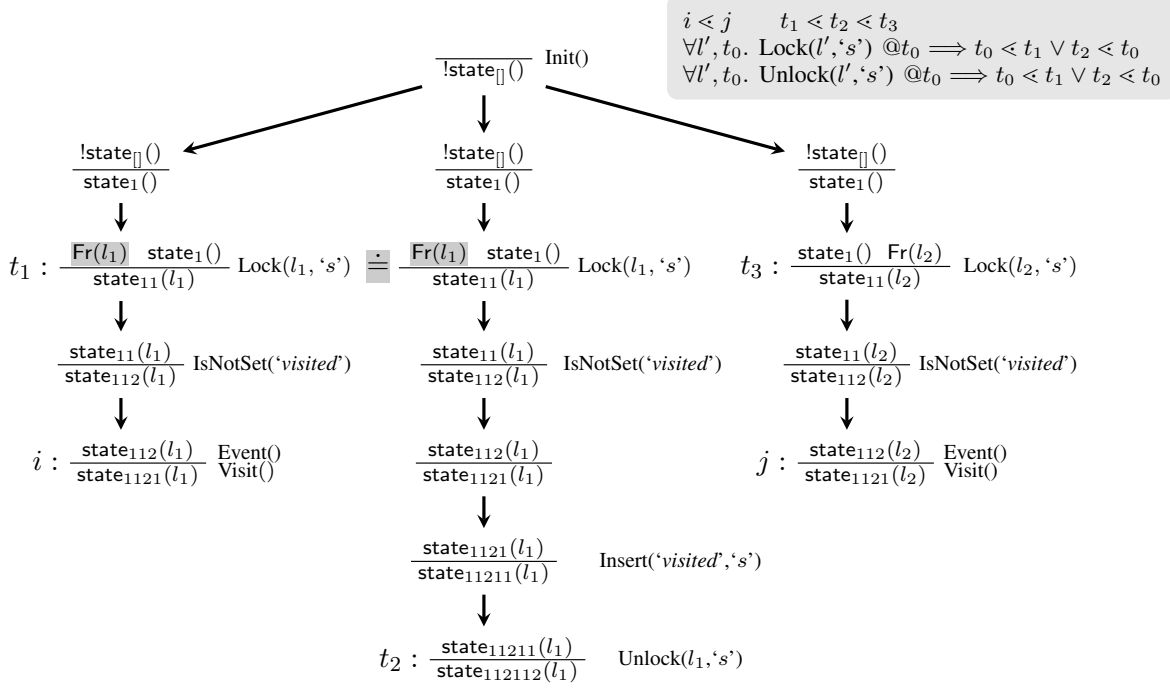 i ⋖ j t₁ ⋖ t₂ ⋖ t₃
∀l′, t₀. Lock(l′,‘s’) @t₀ ⟹ t₀ ⋖ t₁ ∨ t₂ ⋖ t₀
∀l′, t₀. Unlock(l′,‘s’) @t₀ ⟹ t₀ ⋖ t₁ ∨ t₂ ⋖ t₀
!state[]() Init()
!state[]() !state[]() !state[]()
state₁() state₁() state₁()
t₁ : Fr(l₁) state₁() Lock(l₁, ‘s’) ≐ Fr(l₁) state₁() Lock(l₁, ‘s’) t₃ : state₁() Fr(l₂) Lock(l₂, ‘s’)
state₁₁(l₁) state₁₁(l₁) state₁₁(l₂)
state₁₁(l₁) IsNotSet(‘visited’) state₁₁(l₁) IsNotSet(‘visited’) state₁₁(l₂) IsNotSet(‘visited’)
state₁₁₂(l₁) state₁₁₂(l₁) state₁₁₂(l₂)
i : state₁₁₂(l₁) Event() state₁₁₂(l₁) j : state₁₁₂(l₂) Event()
state₁₁₂₁(l₁) Visit() state₁₁₂₁(l₁) state₁₁₂₁(l₂) Visit()
state₁₁₂₁(l₁) Insert(‘visited’,‘s’)
state₁₁₂₁₁(l₁)
t₂ : state₁₁₂₁₁(l₁) Unlock(l₁,‘s’)
state₁₁₂₁₁₂(l₁)